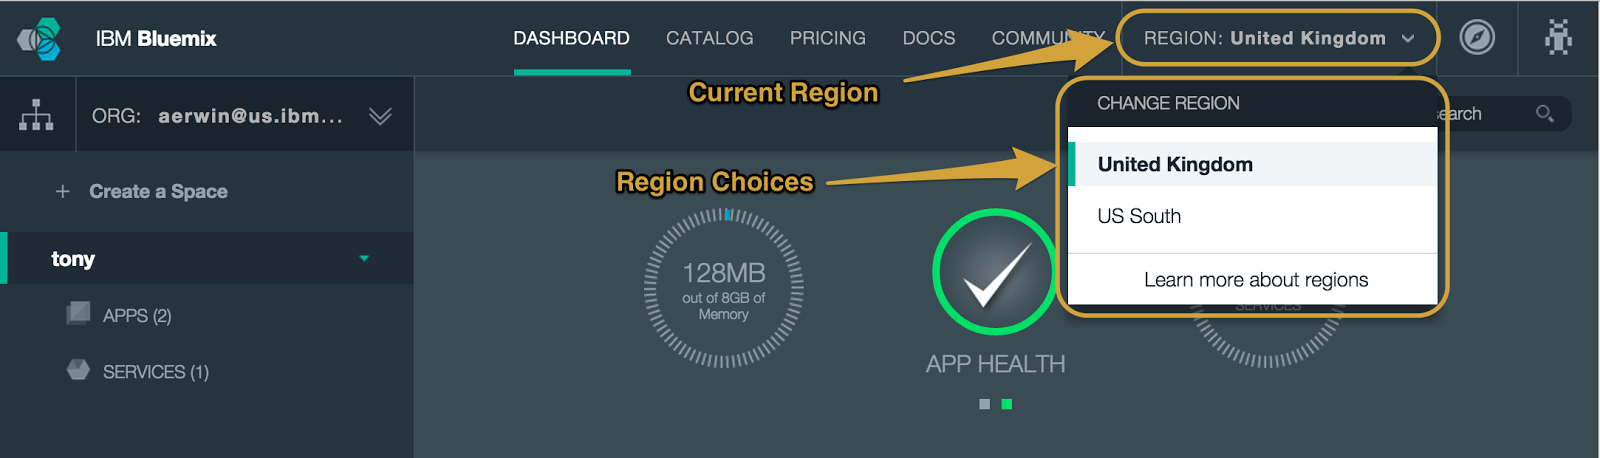 IBM Bluemix
DASHBOARD
CATALOG
PRICING
DOCS
COMMUNITY
REGION: United Kingdom
Current Region
CHANGE REGION
ORG: aerwin@us.ibm...
earch
United Kingdom
Region Choices
Create a Space
US South
tony
128MB
out of 8GB of
Memory
Learn more about regions
SERVICES
APPS (2)
APP HEALTH
SERVICES (1)